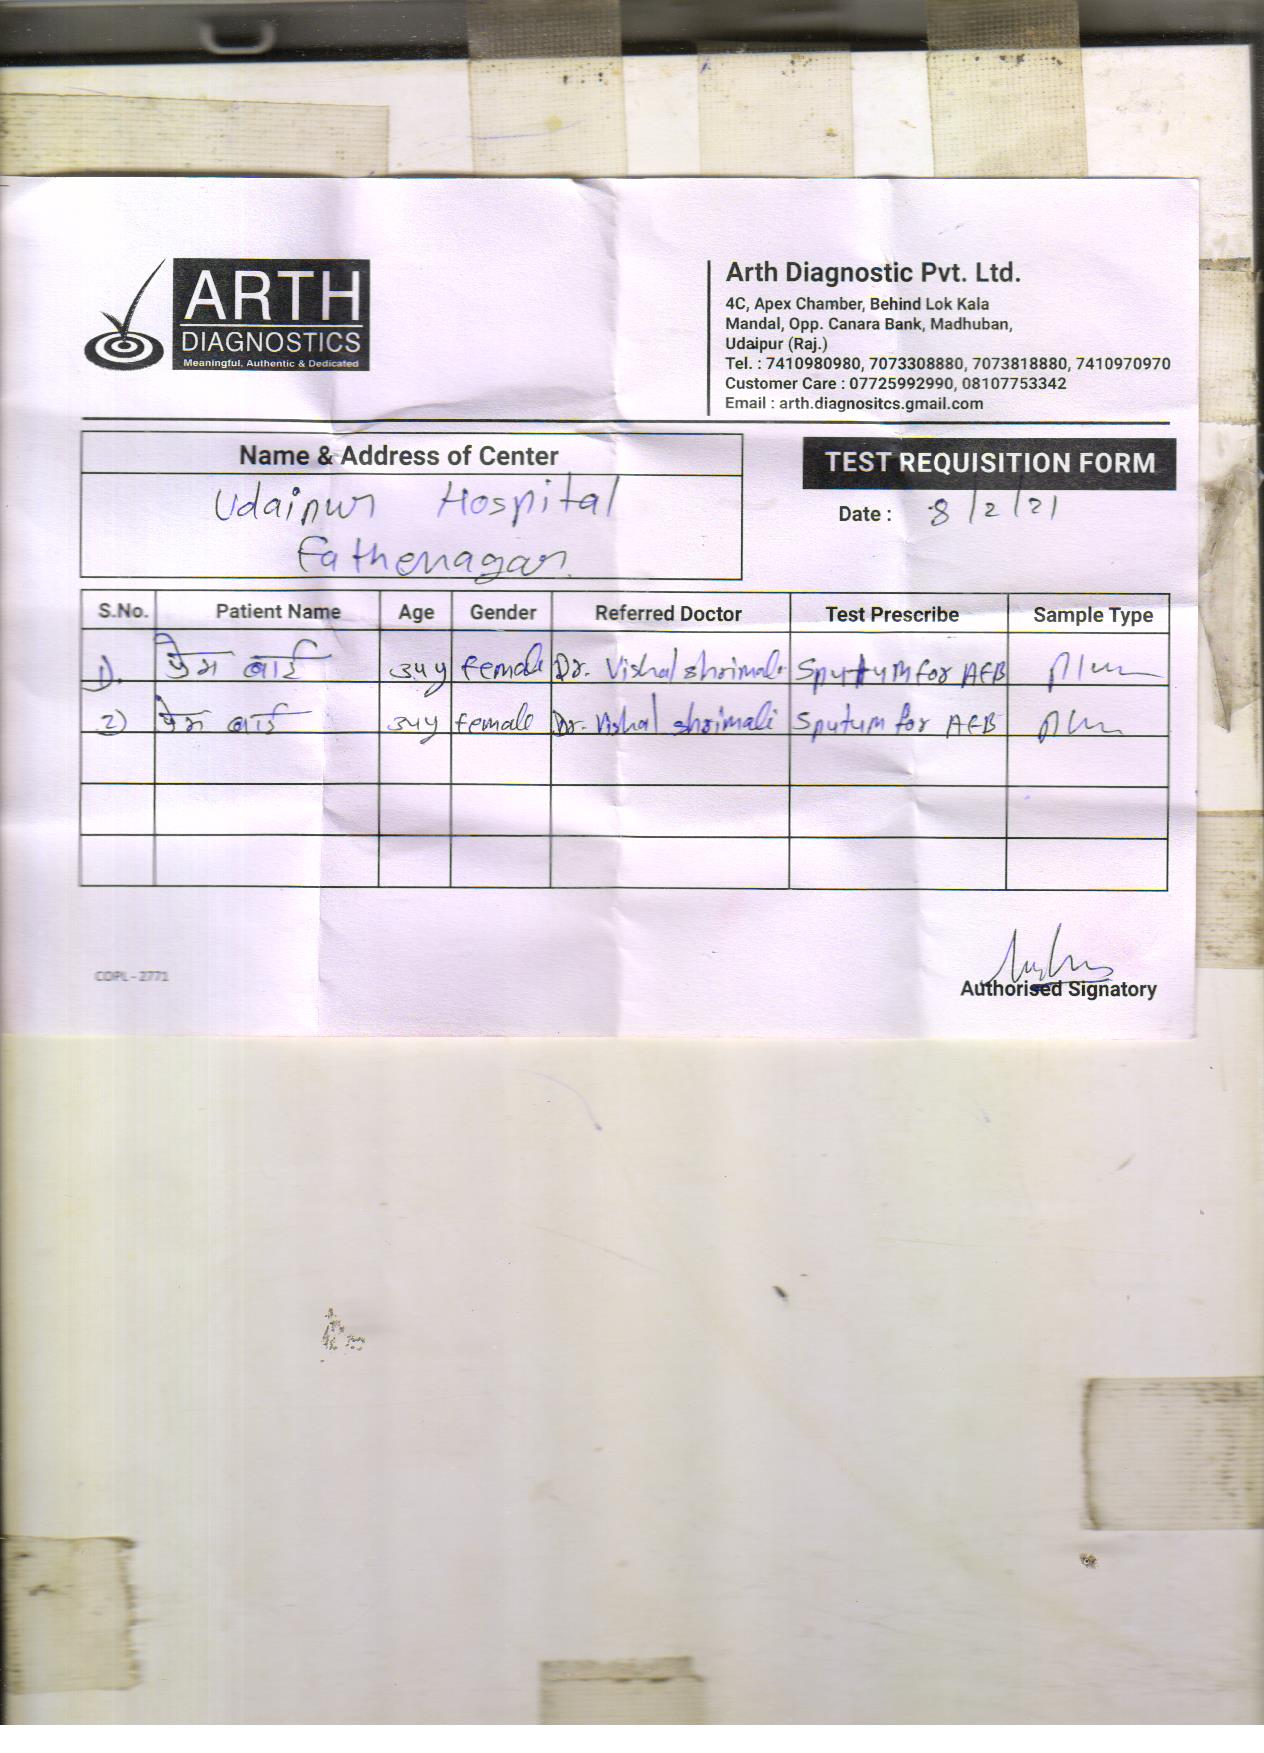 ARTH
DIAGNOSTICS
Meaningful, Authentic & Dedicated
Arth Diagnostic Pvt. Ltd.
4C, Apex Chamber, Behind Lok Kala
Mandal, Opp. Canara Bank, Madhuban,
Udaipur (Raj.)
Tel. : 7410980980, 7073308880, 7073818880, 7410970970
Customer Care : 07725992990, 08107753342
Email : arth.diagnositcs.gmail.com
Name & Address of Center
Udaipur Hospital
Fathenagar
TEST REQUISITION FORM
Date : 8/2/21
S.No. Patient Name Age Gender Referred Doctor Test Prescribe Sample Type
1). प्रेम बाई female Dr. Vishal shrimali Sputum for AFB
2) प्रेम बाई female Dr. Vishal shrimali Sputum for AFB
COPL - 2771
Authorised Signatory